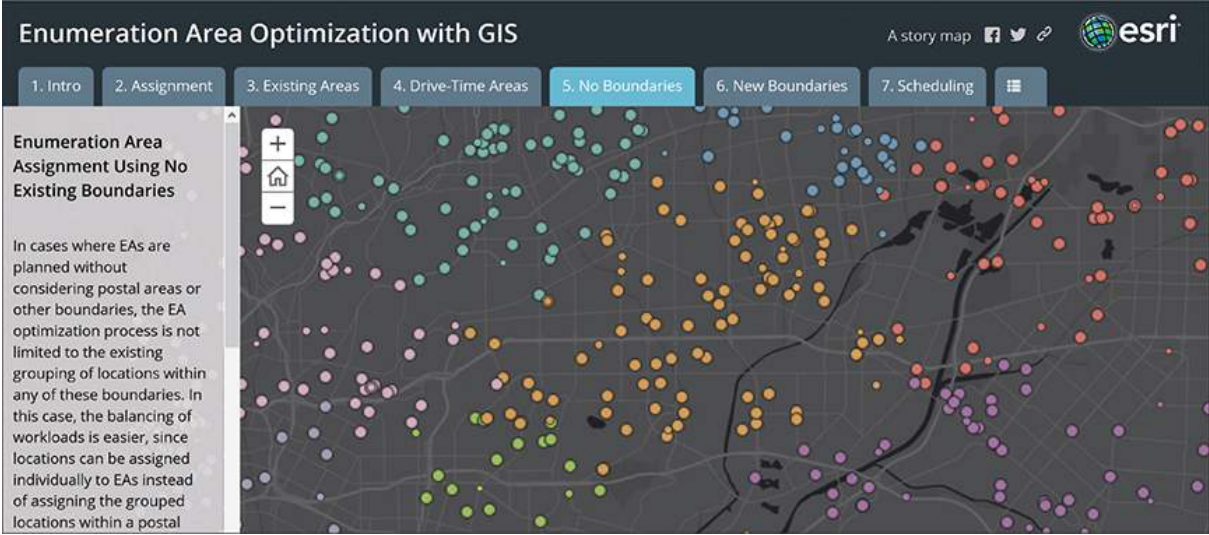 Enumeration Area Optimization with GIS
A story map
esri
1. Intro
2. Assignment
3. Existing Areas
4. Drive-Time Areas
5. No Boundaries
6. New Boundaries
7. Scheduling
Enumeration Area
Assignment Using No
Existing Boundaries
In cases where EAs are
planned without
considering postal areas or
other boundaries, the EA
optimization process is not
limited to the existing
grouping of locations within
any of these boundaries. In
this case, the balancing of
workloads is easier, since
locations can be assigned
individually to EAs instead
of assigning the grouped
locations within a postal